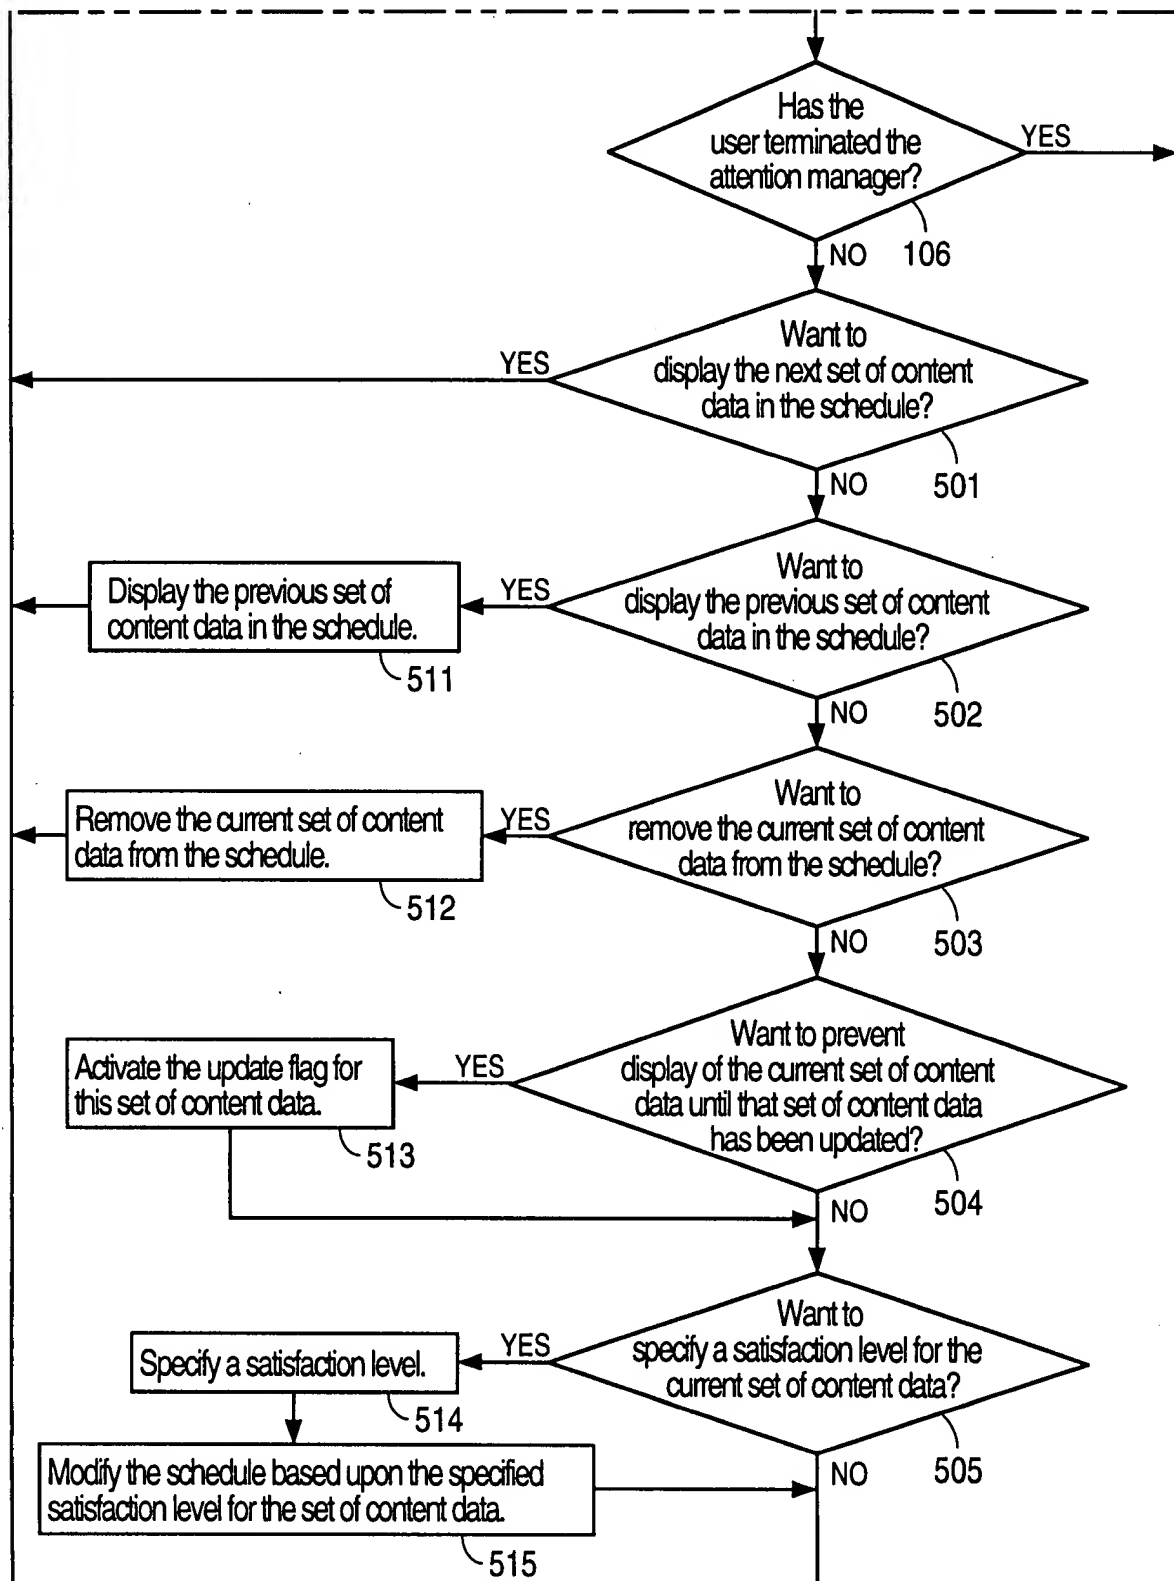 Has the
user terminated the
attention manager?
YES
NO
106
Want to
display the next set of content
data in the schedule?
YES
NO
501
Want to
display the previous set of content
data in the schedule?
YES
Display the previous set of
content data in the schedule.
511
NO
502
Want to
remove the current set of content
data from the schedule?
YES
Remove the current set of content
data from the schedule.
512
NO
503
Want to prevent
display of the current set of content
data until that set of content data
has been updated?
YES
Activate the update flag for
this set of content data.
513
NO
504
Want to
specify a satisfaction level for the
current set of content data?
YES
Specify a satisfaction level.
514
NO
505
Modify the schedule based upon the specified
satisfaction level for the set of content data.
515